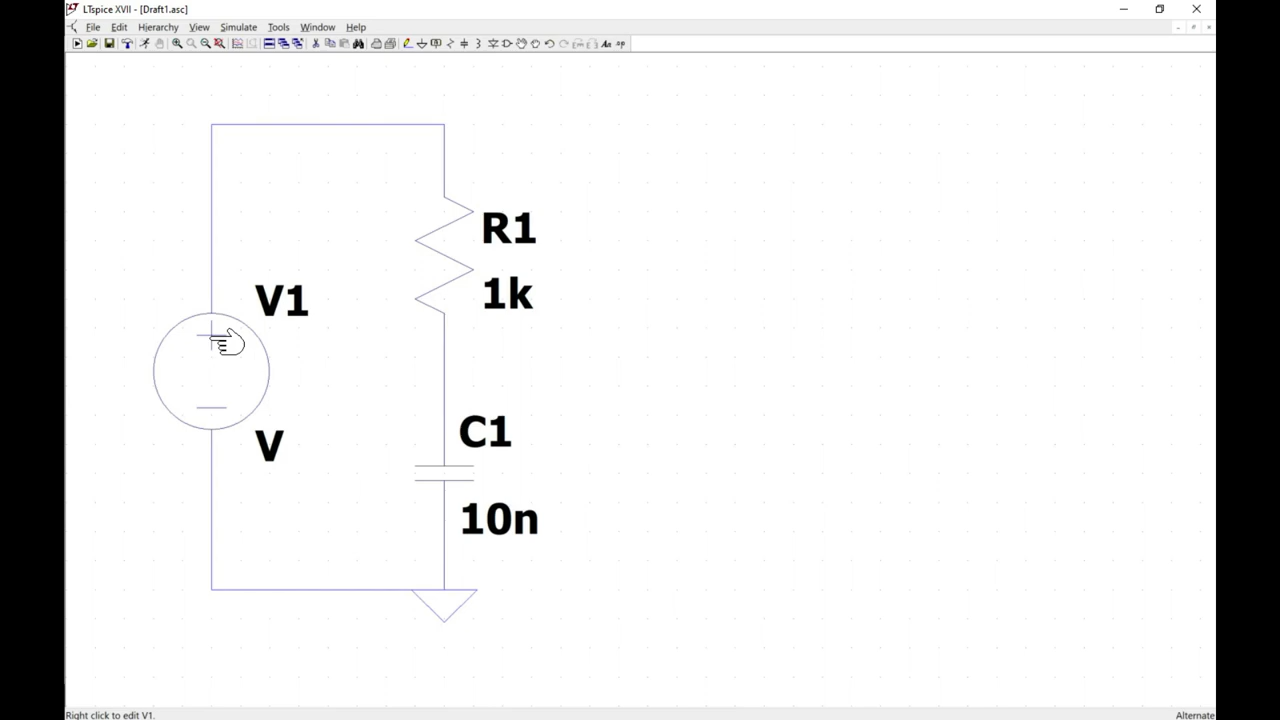 LTspice XVII - [Draft1.asc]
File Edit Hierarchy View Simulate Tools Window Help
R1
1k
V1
V
C1
10n
Right click to edit V1.
Alternate